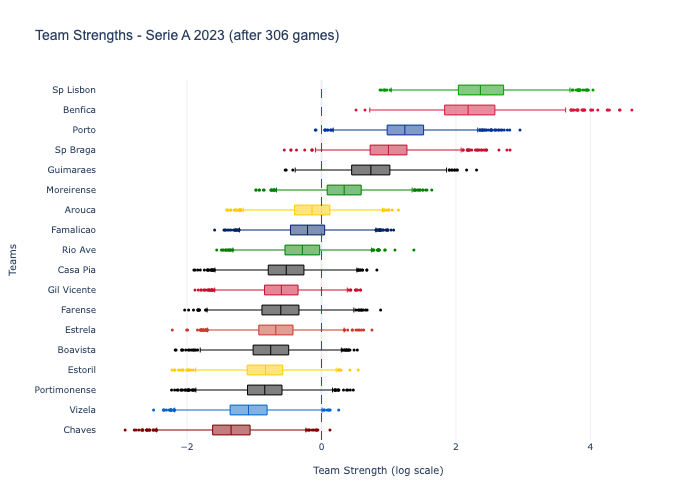 Team Strengths - Serie A 2023 (after 306 games)
Sp Lisbon
Benfica
Porto
Sp Braga
Guimaraes
Moreirense
Arouca
Famalicao
Rio Ave
Casa Pia
Gil Vicente
Farense
Estrela
Boavista
Estoril
Portimonense
Vizela
Chaves
Teams
−2
0
2
4
Team Strength (log scale)